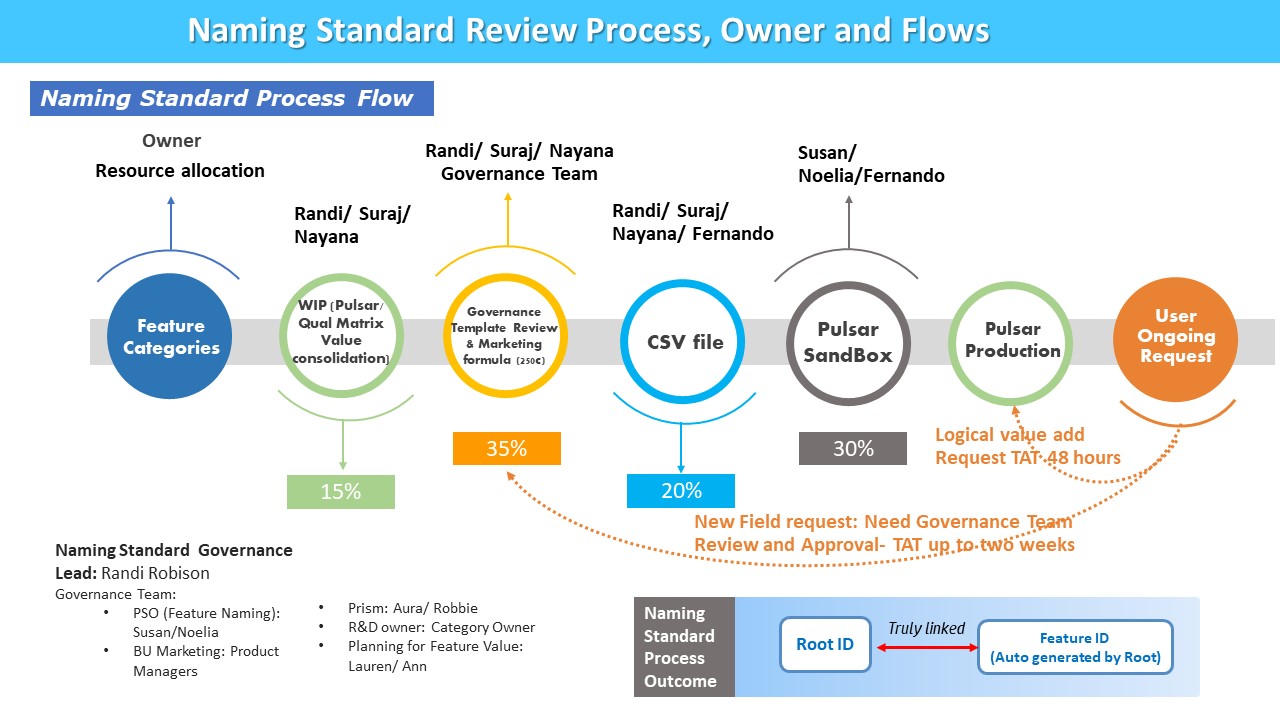 Naming Standard Review Process, Owner and Flows
Naming Standard Process Flow
Owner
Resource allocation
Randi/ Suraj/
Nayana
Randi/ Suraj/ Nayana
Governance Team
Randi/ Suraj/
Nayana/ Fernando
Susan/
Noelia/Fernando
Feature
Categories
WIP (Pulsar/
Qual Matrix
Value
consolidation)
Governance
Template Review
& Marketing
formula (250C)
CSV file
Pulsar
SandBox
Pulsar
Production
User
Ongoing
Request
15%
35%
20%
30%
Logical value add
Request TAT 48 hours
New Field request: Need Governance Team
Review and Approval- TAT up to two weeks
Naming Standard Governance
Lead: Randi Robison
Governance Team:
• PSO (Feature Naming):
Susan/Noelia
• BU Marketing: Product
Managers
• Prism: Aura/ Robbie
• R&D owner: Category Owner
• Planning for Feature Value:
Lauren/ Ann
Naming
Standard
Process
Outcome
Root ID
Truly linked
Feature ID
(Auto generated by Root)